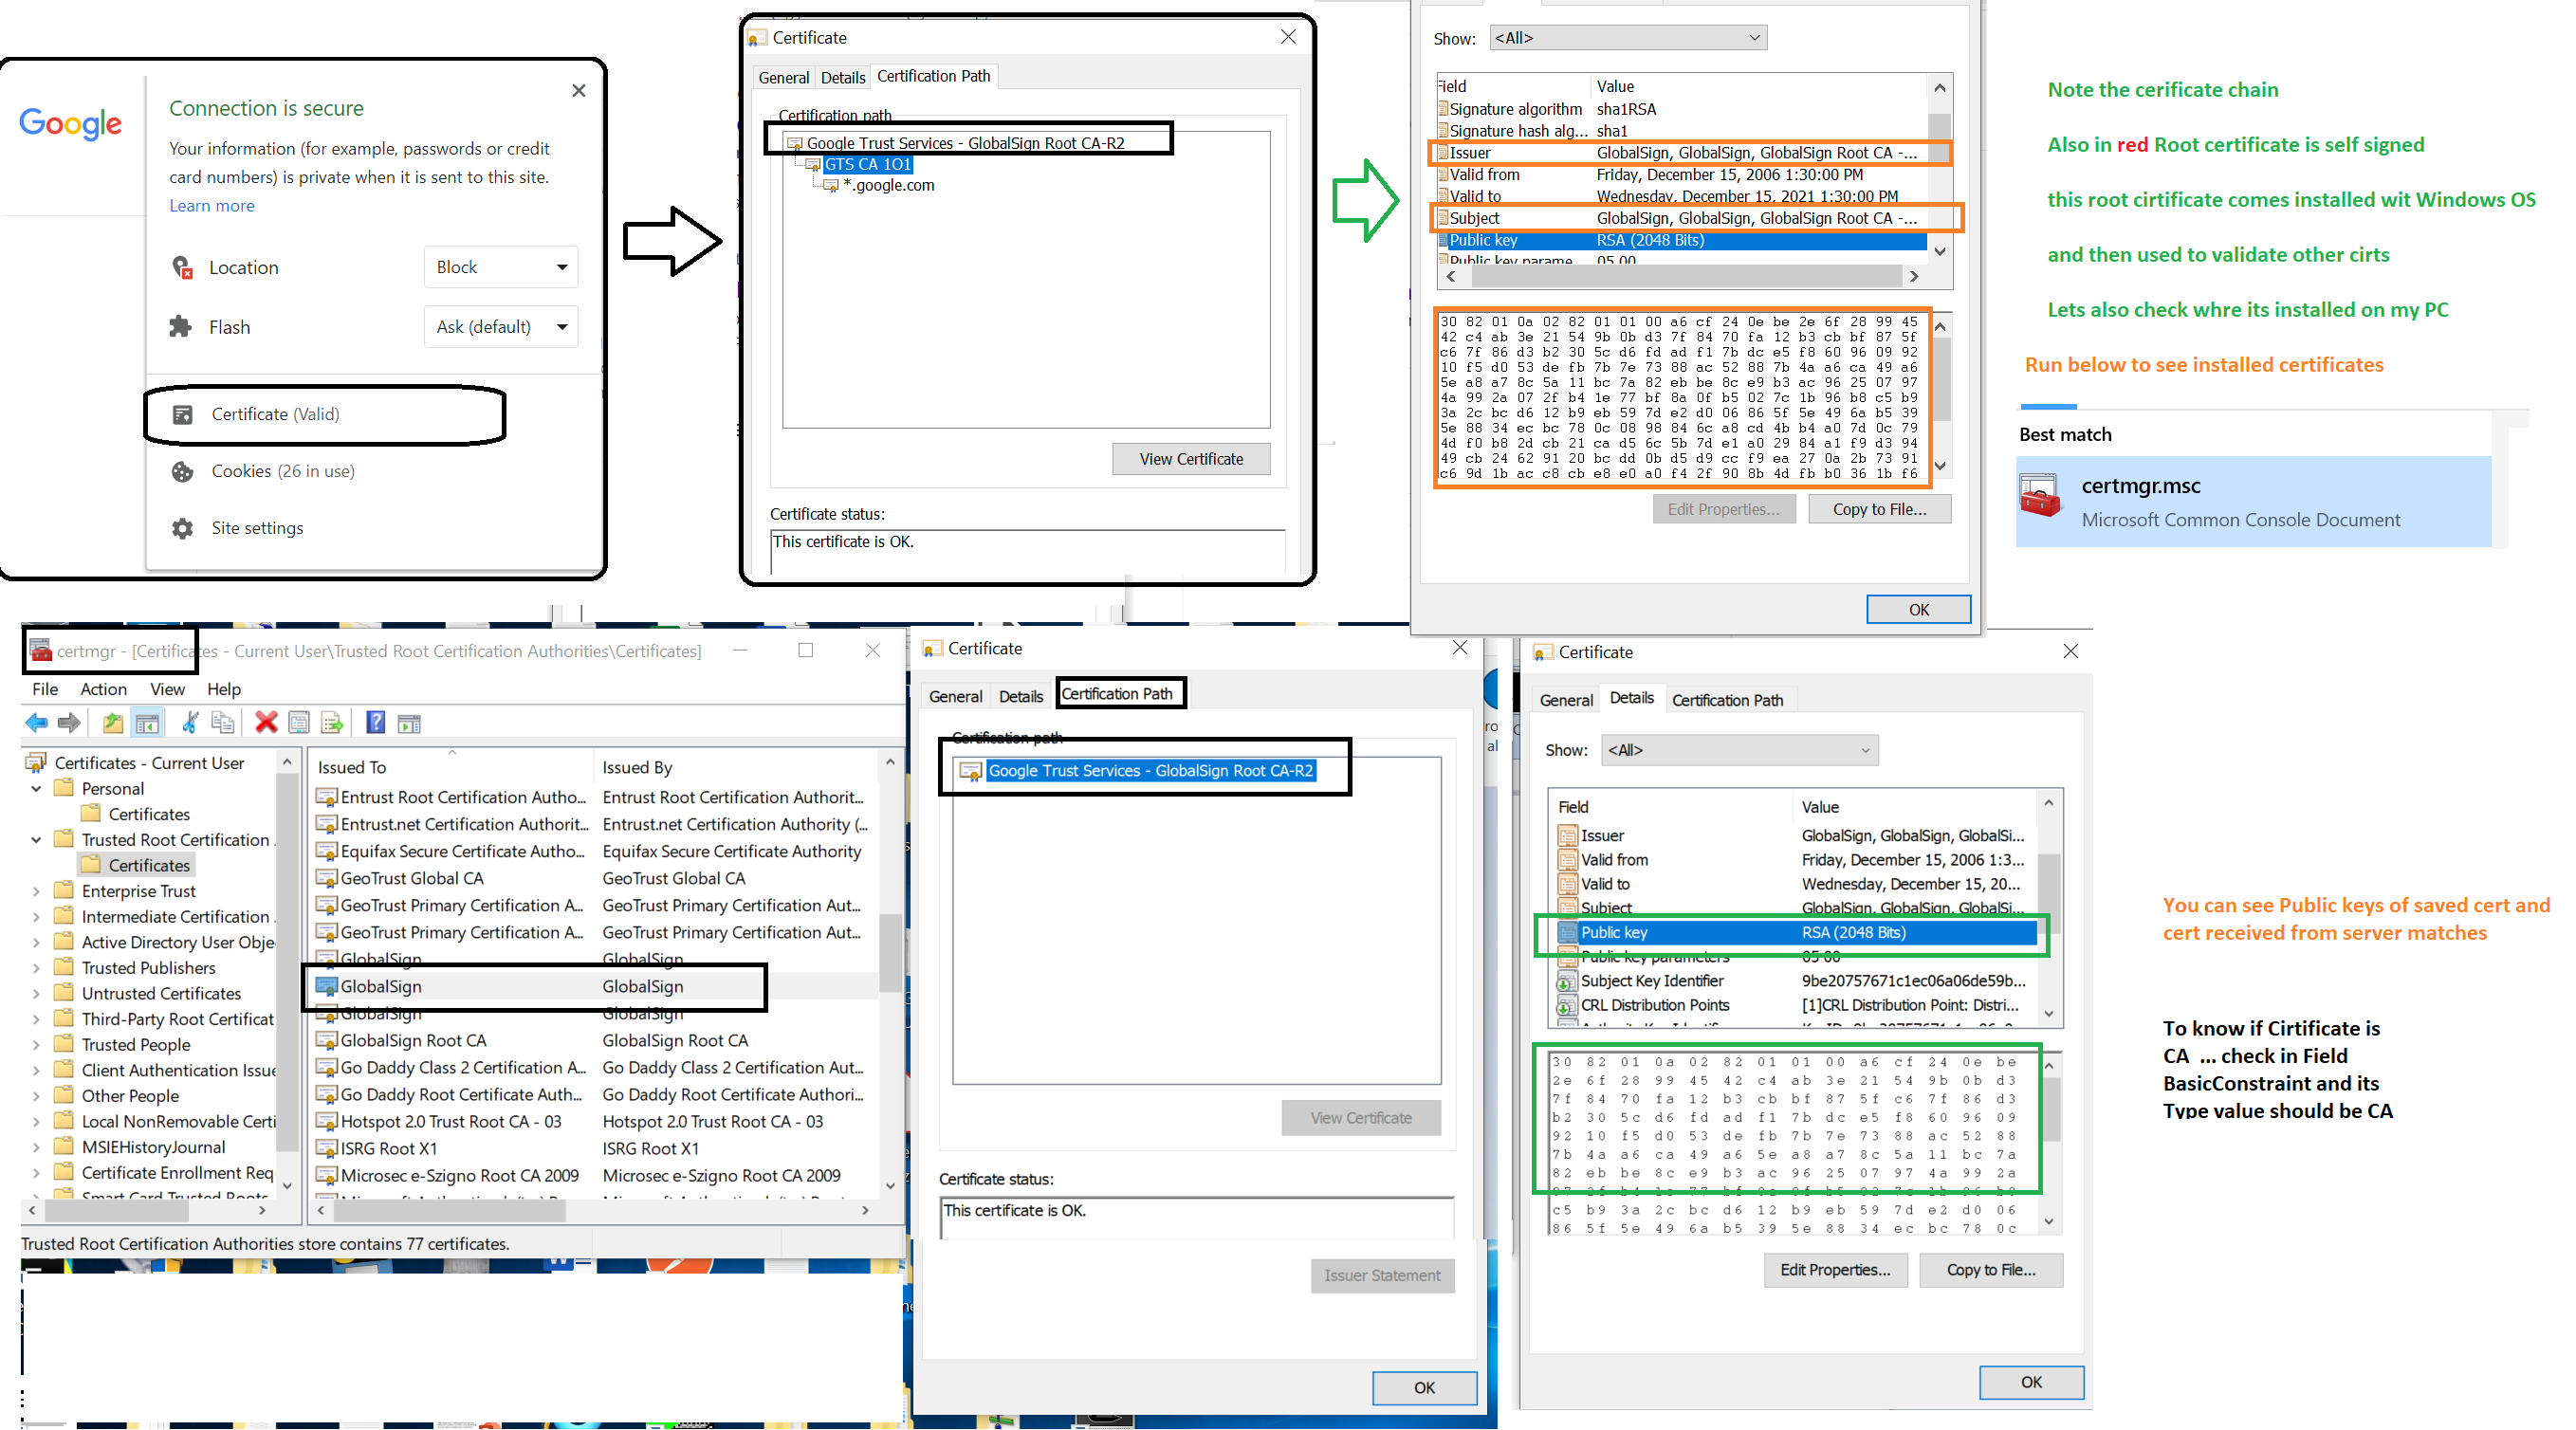 Google
Connection is secure
Your information (for example, passwords or credit
card numbers) is private when it is sent to this site.
Learn more
Location
Block
Flash
Ask (default)
Certificate (Valid)
Cookies (26 in use)
Site settings
Certificate
General Details Certification Path
Certification path
Google Trust Services - GlobalSign Root CA-R2
GTS CA 1O1
*.google.com
View Certificate
Certificate status:
This certificate is OK.
Show: <All>
Field Value
Signature algorithm sha1RSA
Signature hash alg... sha1
Issuer GlobalSign, GlobalSign, GlobalSign Root CA -...
Valid from Friday, December 15, 2006 1:30:00 PM
Valid to Wednesday, December 15, 2021 1:30:00 PM
Subject GlobalSign, GlobalSign, GlobalSign Root CA -...
Public key RSA (2048 Bits)
Public key parame 05 00
30 82 01 0a 02 82 01 01 00 a6 cf 24 0e be 2e 6f 28 99 45
42 c4 ab 3e 21 54 9b 0b d3 7f 84 70 fa 12 b3 cb bf 87 5f
c6 7f 86 d3 b2 30 5c d6 fd ad f1 7b dc e5 f8 60 96 09 92
10 f5 d0 53 de fb 7b 7e 73 88 ac 52 88 7b 4a a6 ca 49 a6
5e a8 a7 8c 5a 11 bc 7a 82 eb be 8c e9 b3 ac 96 25 07 97
4a 99 2a 07 2f b4 1e 77 bf 8a 0f b5 02 7c 1b 96 b8 c5 b9
3a 2c bc d6 12 b9 eb 59 7d e2 d0 06 86 5f 5e 49 6a b5 39
5e 88 34 ec bc 78 0c 08 98 84 6c a8 cd 4b b4 a0 7d 0c 79
4d f0 b8 2d cb 21 ca d5 6c 5b 7d e1 a0 29 84 a1 f9 d3 94
49 cb 24 62 91 20 bc dd 0b d5 d9 cc f9 ea 27 0a 2b 73 91
c6 9d 1b ac c8 cb e8 e0 a0 f4 2f 90 8b 4d fb b0 36 1b f6
Edit Properties... Copy to File...
OK
Note the cerificate chain
Also in red Root certificate is self signed
this root cirtificate comes installed wit Windows OS
and then used to validate other cirts
Lets also check whre its installed on my PC
Run below to see installed certificates
Best match
certmgr.msc
Microsoft Common Console Document
certmgr - [Certificates - Current User\Trusted Root Certification Authorities\Certificates]
File Action View Help
Certificates - Current User
Personal
Certificates
Trusted Root Certification
Certificates
Enterprise Trust
Intermediate Certification
Active Directory User Obje
Trusted Publishers
Untrusted Certificates
Third-Party Root Certificat
Trusted People
Client Authentication Issue
Other People
Local NonRemovable Certi
MSIEHistoryJournal
Certificate Enrollment Req
Smart Card Trusted Roots
Issued To Issued By
Entrust Root Certification Autho... Entrust Root Certification Authorit...
Entrust.net Certification Authorit... Entrust.net Certification Authority (...
Equifax Secure Certificate Autho... Equifax Secure Certificate Authority
GeoTrust Global CA GeoTrust Global CA
GeoTrust Primary Certification A... GeoTrust Primary Certification Aut...
GeoTrust Primary Certification A... GeoTrust Primary Certification Aut...
GlobalSign GlobalSign
GlobalSign GlobalSign
GlobalSign GlobalSign
GlobalSign Root CA GlobalSign Root CA
Go Daddy Class 2 Certification A... Go Daddy Class 2 Certification Aut...
Go Daddy Root Certificate Auth... Go Daddy Root Certificate Authori...
Hotspot 2.0 Trust Root CA - 03 Hotspot 2.0 Trust Root CA - 03
ISRG Root X1 ISRG Root X1
Microsec e-Szigno Root CA 2009 Microsec e-Szigno Root CA 2009
Trusted Root Certification Authorities store contains 77 certificates.
Certificate
General Details Certification Path
Certification path
Google Trust Services - GlobalSign Root CA-R2
View Certificate
Certificate status:
This certificate is OK.
Issuer Statement
OK
Certificate
General Details Certification Path
Show: <All>
Field Value
Issuer GlobalSign, GlobalSign, GlobalSi...
Valid from Friday, December 15, 2006 1:3...
Valid to Wednesday, December 15, 20...
Subject GlobalSign, GlobalSign, GlobalSi...
Public key RSA (2048 Bits)
Public key parameters 05 00
Subject Key Identifier 9be20757671c1ec06a06de59b...
CRL Distribution Points [1]CRL Distribution Point: Distri...
30 82 01 0a 02 82 01 01 00 a6 cf 24 0e be
2e 6f 28 99 45 42 c4 ab 3e 21 54 9b 0b d3
7f 84 70 fa 12 b3 cb bf 87 5f c6 7f 86 d3
b2 30 5c d6 fd ad f1 7b dc e5 f8 60 96 09
92 10 f5 d0 53 de fb 7b 7e 73 88 ac 52 88
7b 4a a6 ca 49 a6 5e a8 a7 8c 5a 11 bc 7a
82 eb be 8c e9 b3 ac 96 25 07 97 4a 99 2a
c5 b9 3a 2c bc d6 12 b9 eb 59 7d e2 d0 06
86 5f 5e 49 6a b5 39 5e 88 34 ec bc 78 0c
Edit Properties... Copy to File...
OK
You can see Public keys of saved cert and
cert received from server matches
To know if Cirtificate is
CA ... check in Field
BasicConstraint and its
Type value should be CA